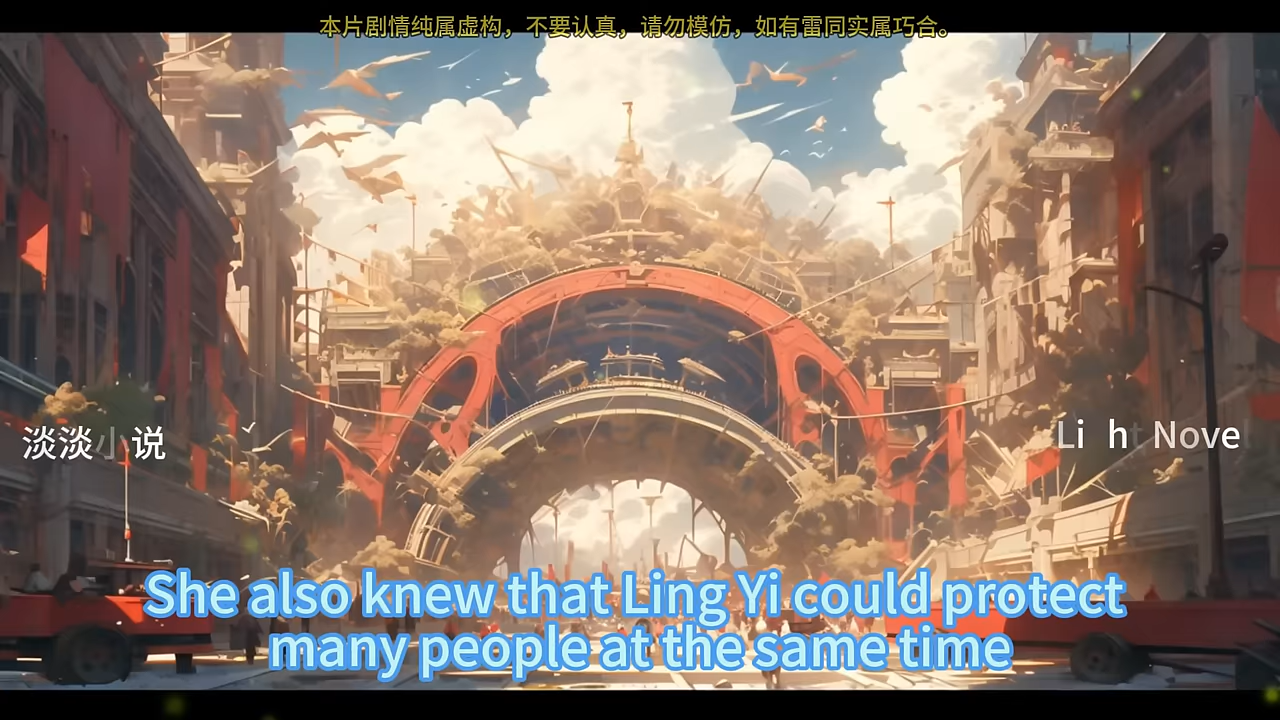 本片剧情纯属虚构，不要认真，请勿模仿，如有雷同实属巧合。
淡淡小说
Li h Nove
She also knew that Ling Yi could protect
many people at the same time